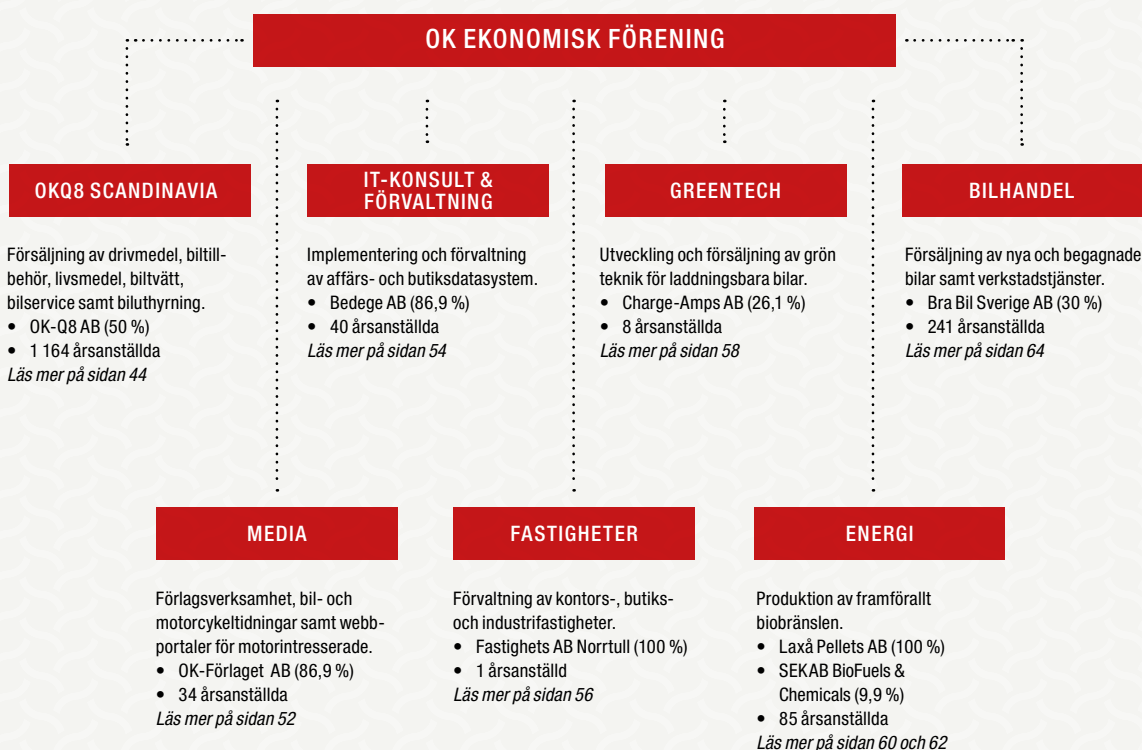 OK EKONOMISK FÖRENING
OKQ8 SCANDINAVIA
Försäljning av drivmedel, biltill-
behör, livsmedel, biltvätt,
bilservice samt biluthyrning.
• OK-Q8 AB (50 %)
• 1 164 årsanställda
Läs mer på sidan 44
IT-KONSULT &
FÖRVALTNING
Implementering och förvaltning
av affärs- och butiksdatasystem.
• Bedege AB (86,9 %)
• 40 årsanställda
Läs mer på sidan 54
GREENTECH
Utveckling och försäljning av grön
teknik för laddningsbara bilar.
• Charge-Amps AB (26,1 %)
• 8 årsanställda
Läs mer på sidan 58
BILHANDEL
Försäljning av nya och begagnade
bilar samt verkstadstjänster.
• Bra Bil Sverige AB (30 %)
• 241 årsanställda
Läs mer på sidan 64
MEDIA
Förlagsverksamhet, bil- och
motorcykeltidningar samt webb-
portaler för motorintresserade.
• OK-Förlaget AB (86,9 %)
• 34 årsanställda
Läs mer på sidan 52
FASTIGHETER
Förvaltning av kontors-, butiks-
och industrifastigheter.
• Fastighets AB Norrtull (100 %)
• 1 årsanställd
Läs mer på sidan 56
ENERGI
Produktion av framförallt
biobränslen.
• Laxå Pellets AB (100 %)
• SEKAB BioFuels &
Chemicals (9,9 %)
• 85 årsanställda
Läs mer på sidan 60 och 62